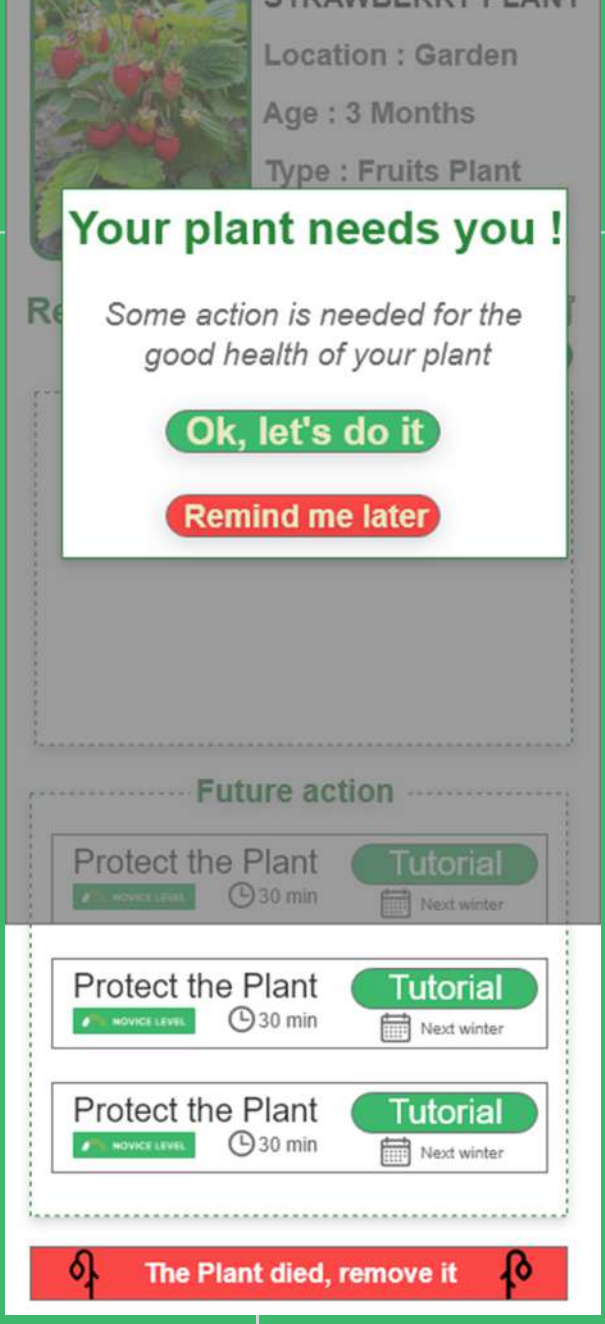 STRAWBERRY PLANT
Location : Garden
Age : 3 Months
Type : Fruits Plant
Your plant needs you !
Re
Some action is needed for the
good health of your plant
Ok, let's do it
Remind me later
Future action
Protect the Plant Tutorial
NOVICE LEVEL 30 min Next winter
Protect the Plant Tutorial
NOVICE LEVEL 30 min Next winter
Protect the Plant Tutorial
NOVICE LEVEL 30 min Next winter
The Plant died, remove it